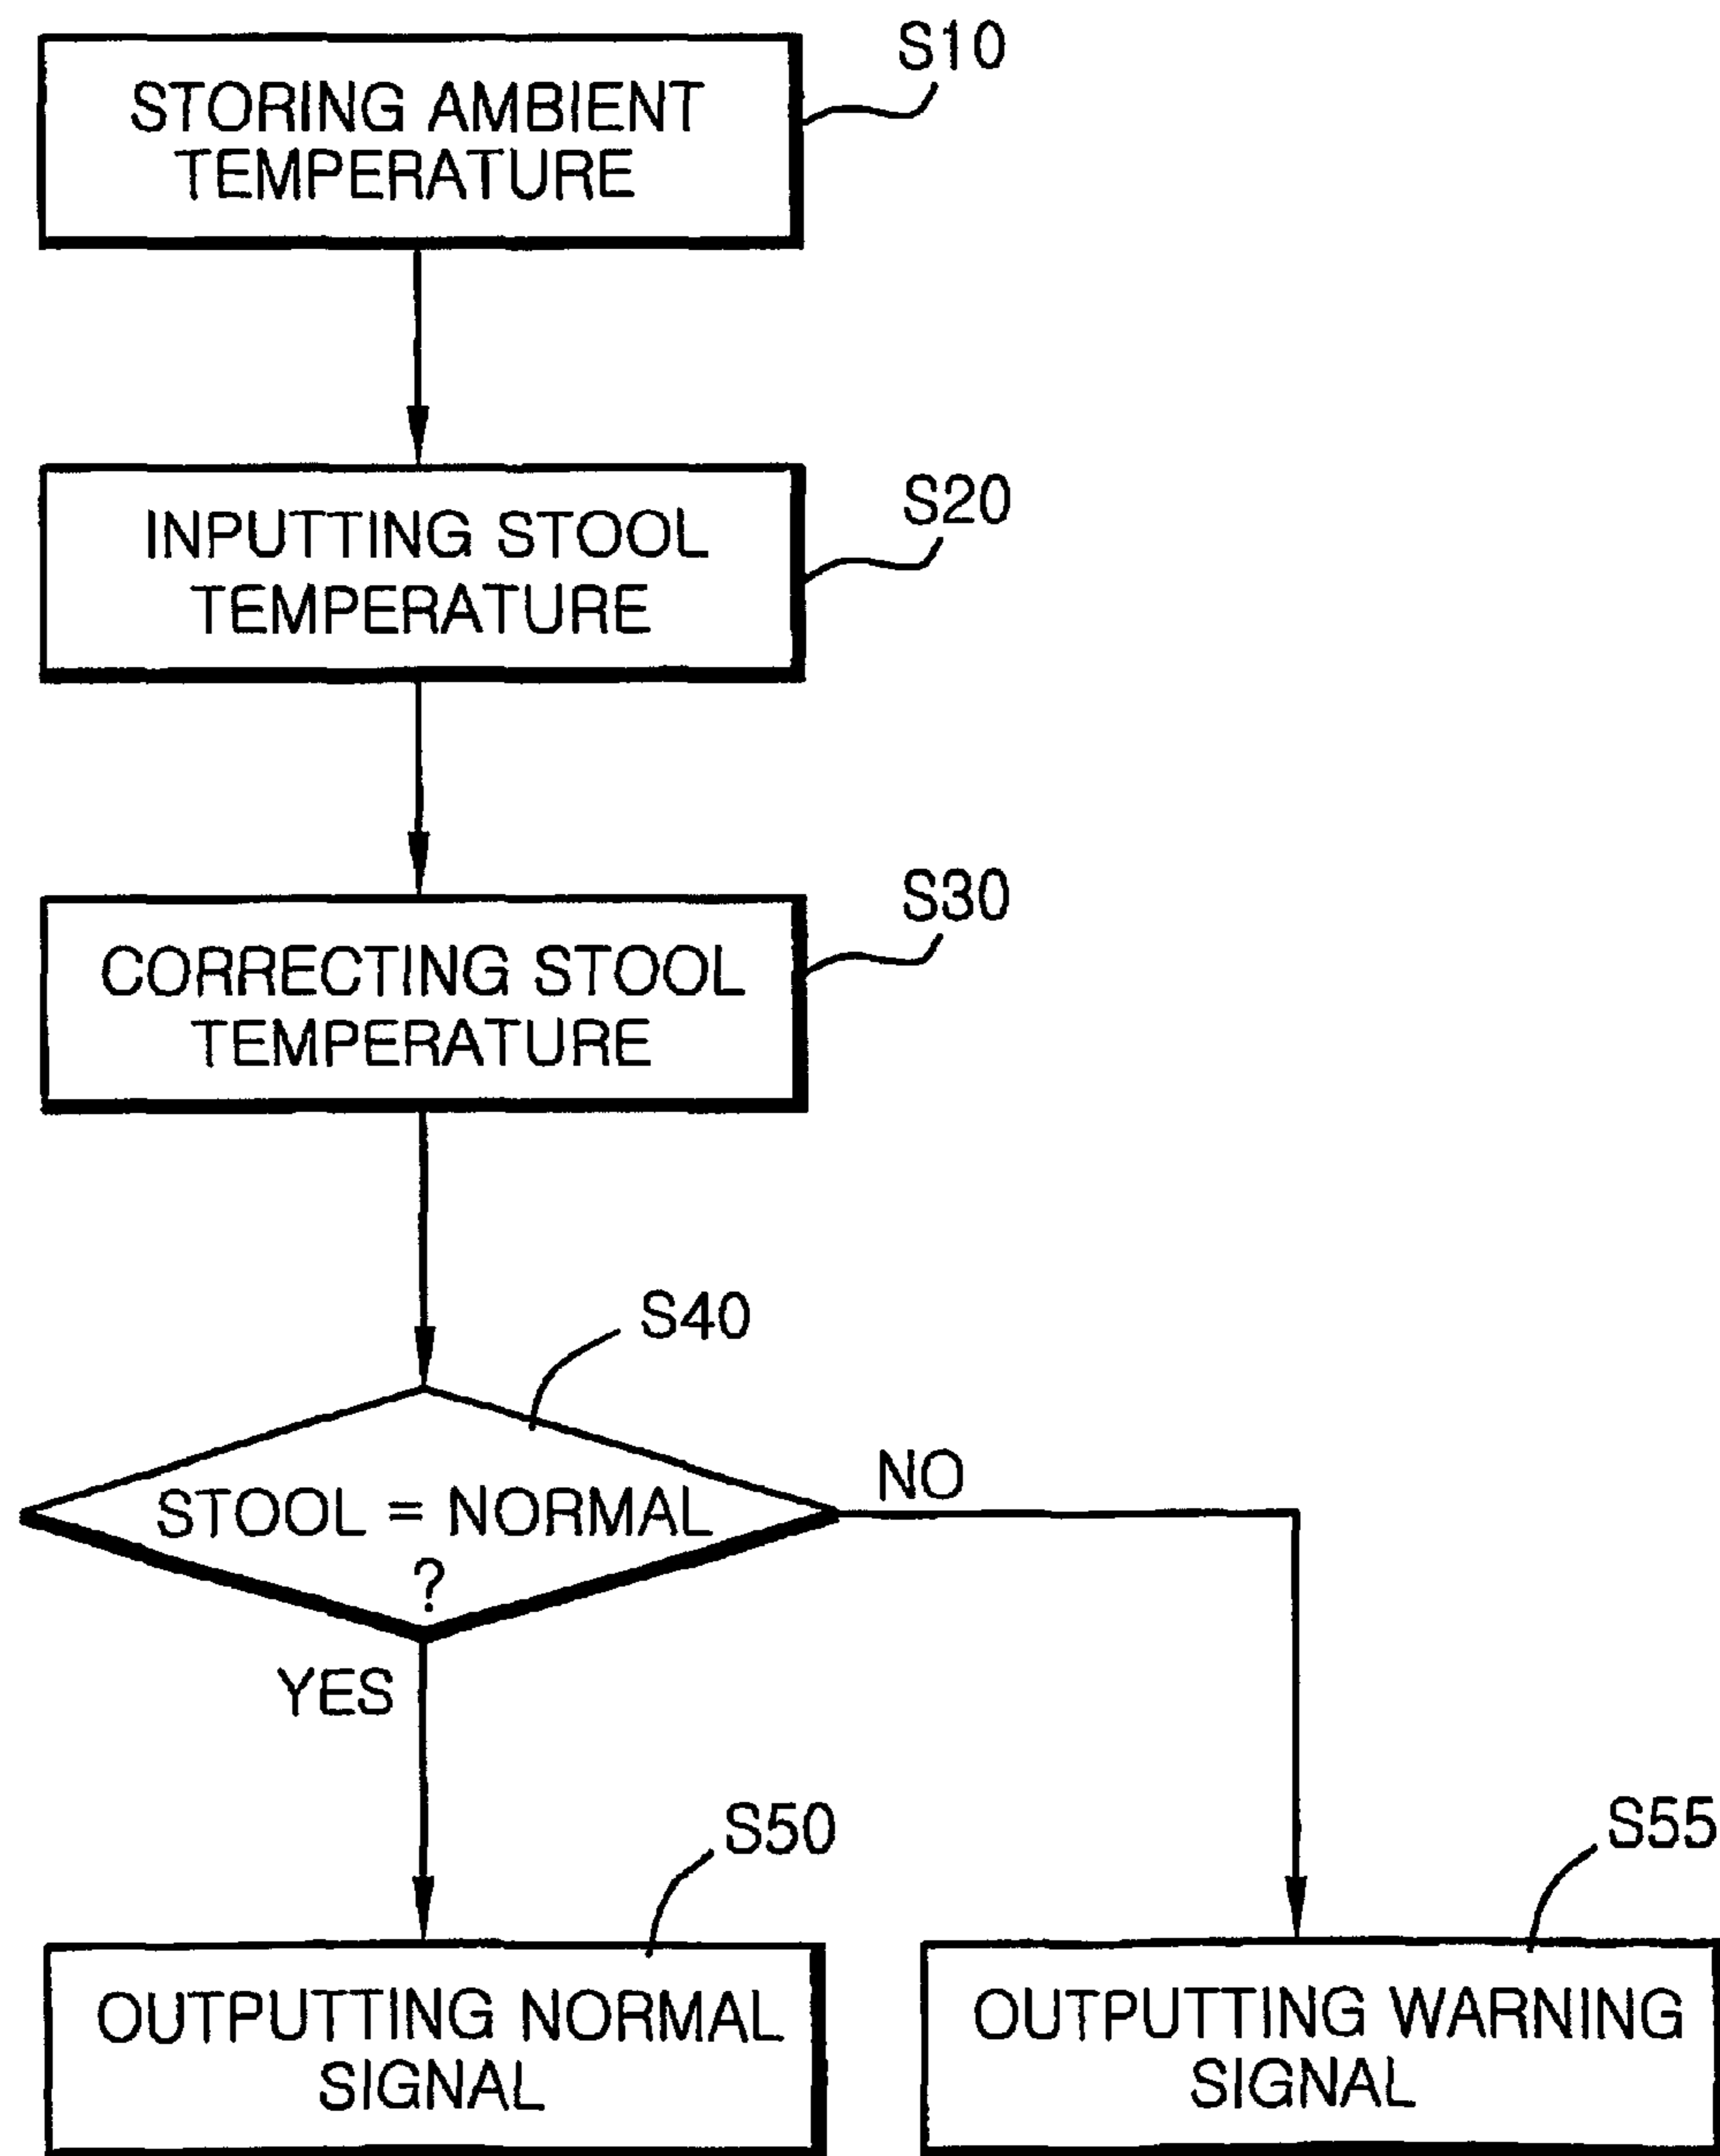 S10
STORING AMBIENT
TEMPERATURE
S20
INPUTTING STOOL
TEMPERATURE
S30
CORRECTING STOOL
TEMPERATURE
S40
STOOL = NORMAL
?
NO
YES
S50
S55
OUTPUTTING NORMAL
SIGNAL
OUTPUTTING WARNING
SIGNAL